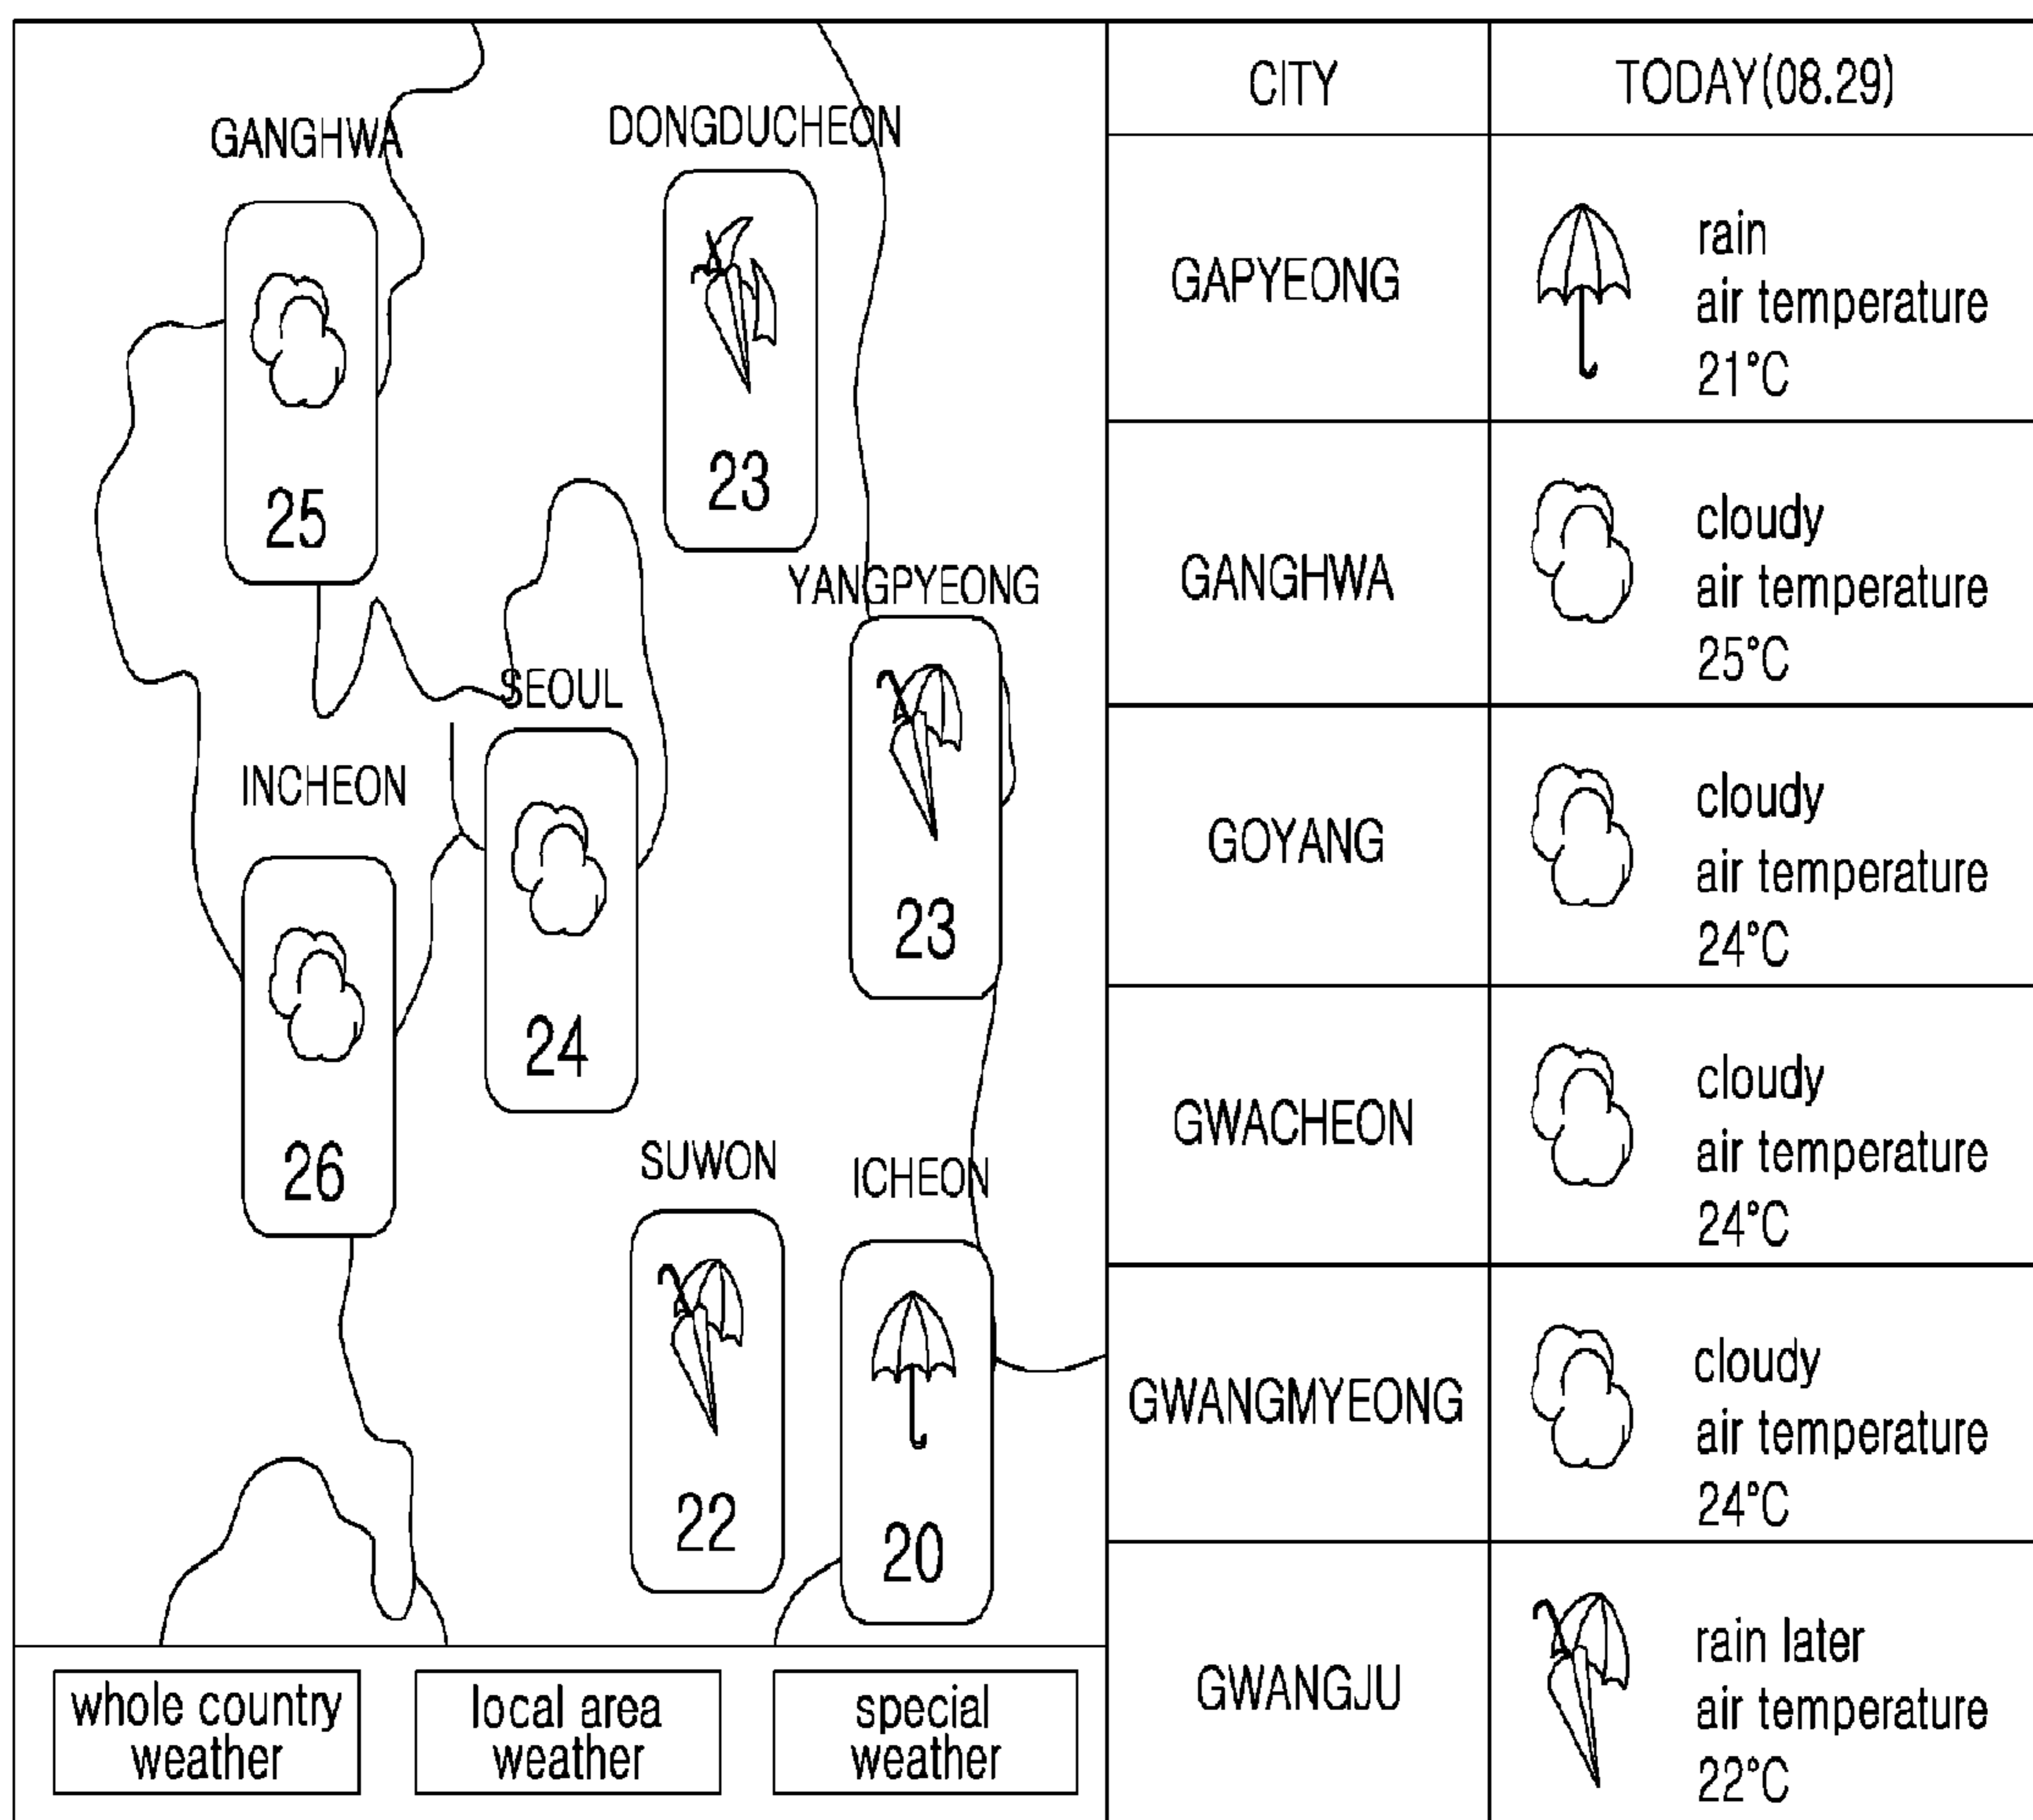 GANGHWA
25
DONGDUCHEON
23
YANGPYEONG
23
SEOUL
24
INCHEON
26
SUWON
22
ICHEON
20
whole country
weather
local area
weather
special
weather
CITY
TODAY(08.29)
GAPYEONG
rain
air temperature
21°C
GANGHWA
cloudy
air temperature
25°C
GOYANG
cloudy
air temperature
24°C
GWACHEON
cloudy
air temperature
24°C
GWANGMYEONG
cloudy
air temperature
24°C
GWANGJU
rain later
air temperature
22°C